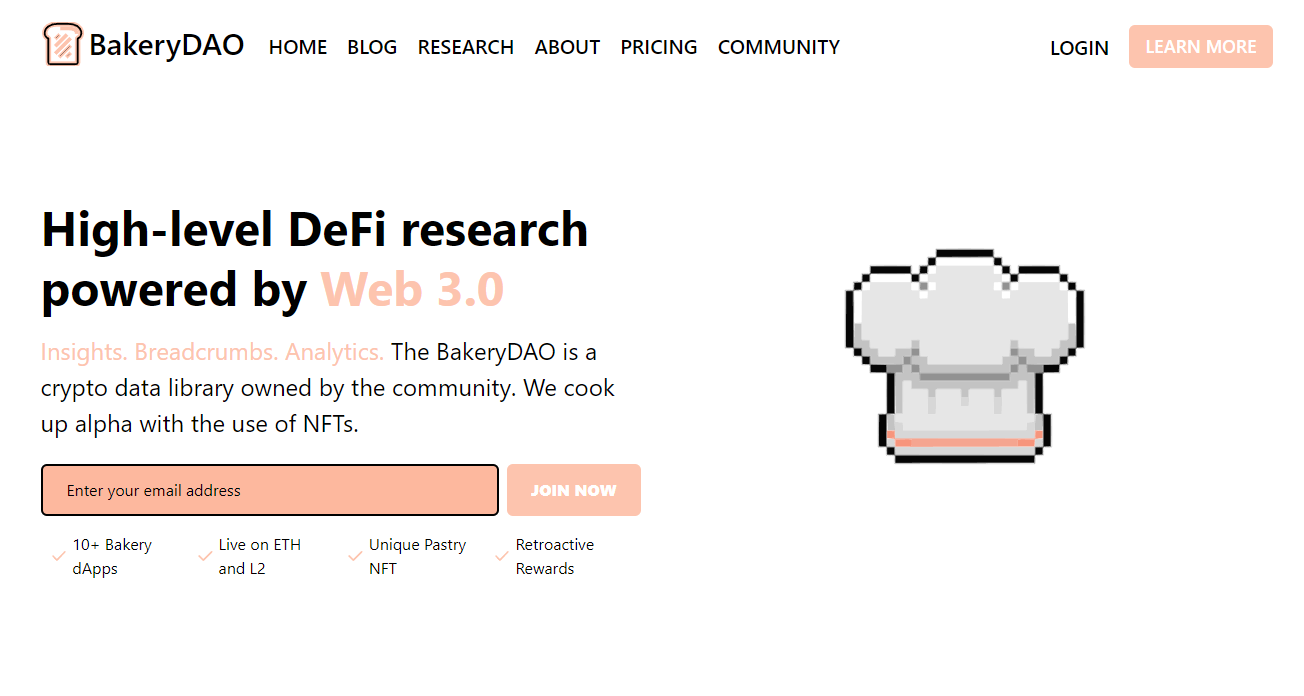 BakeryDAO HOME BLOG RESEARCH ABOUT PRICING COMMUNITY LOGIN LEARN MORE
High-level DeFi research
powered by Web 3.0
Insights. Breadcrumbs. Analytics. The BakeryDAO is a
crypto data library owned by the community. We cook
up alpha with the use of NFTs.
Enter your email address JOIN NOW
10+ Bakery
dApps
Live on ETH
and L2
Unique Pastry
NFT
Retroactive
Rewards